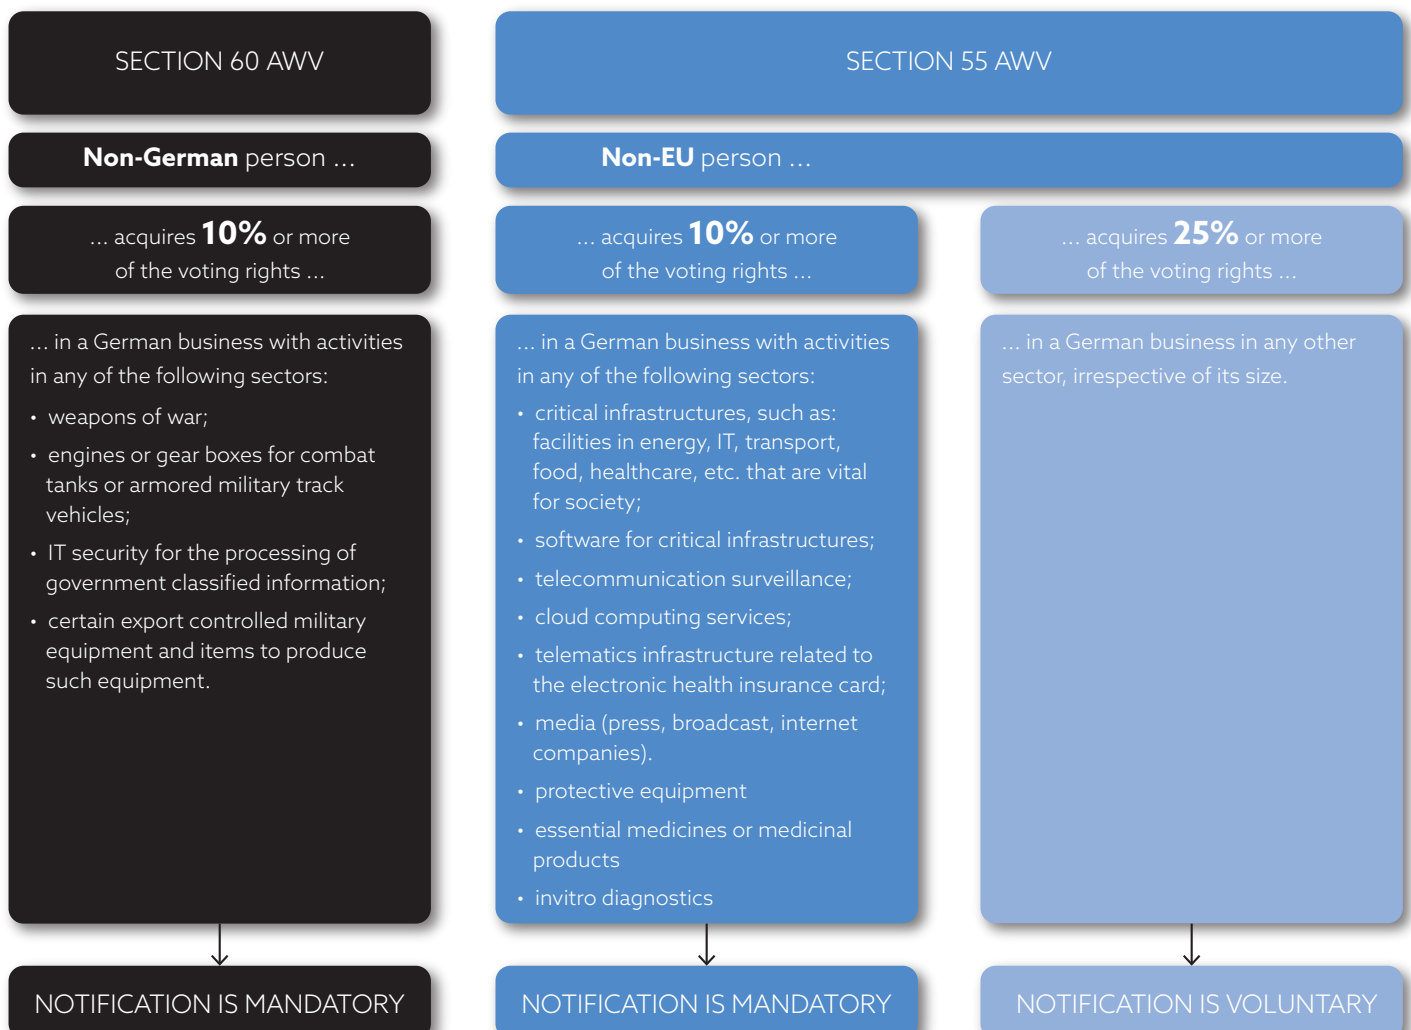 SECTION 60 AWV
Non-German person ...
... acquires 10% or more
of the voting rights ...
... in a German business with activities
in any of the following sectors:
• weapons of war;
• engines or gear boxes for combat
tanks or armored military track
vehicles;
• IT security for the processing of
government classified information;
• certain export controlled military
equipment and items to produce
such equipment.
NOTIFICATION IS MANDATORY
SECTION 55 AWV
Non-EU person ...
... acquires 10% or more
of the voting rights ...
... in a German business with activities
in any of the following sectors:
• critical infrastructures, such as:
facilities in energy, IT, transport,
food, healthcare, etc. that are vital
for society;
• software for critical infrastructures;
• telecommunication surveillance;
• cloud computing services;
• telematics infrastructure related to
the electronic health insurance card;
• media (press, broadcast, internet
companies).
• protective equipment
• essential medicines or medicinal
products
• invitro diagnostics
NOTIFICATION IS MANDATORY
... acquires 25% or more
of the voting rights ...
... in a German business in any other
sector, irrespective of its size.
NOTIFICATION IS VOLUNTARY